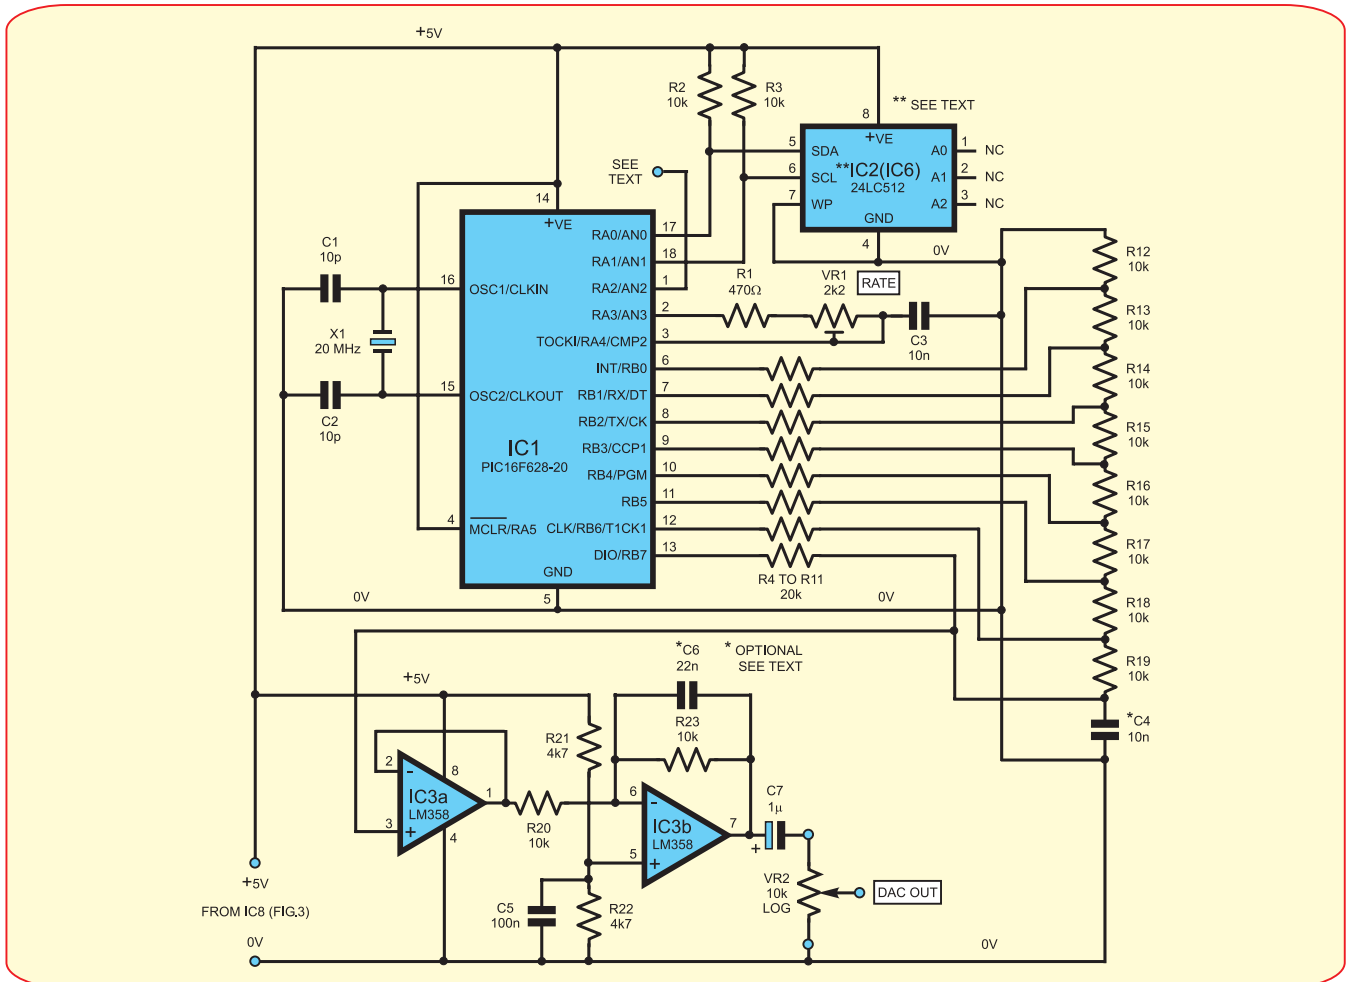 +5V
R2
10k
R3
10k
** SEE TEXT
8
+VE
5
SDA
A0
1
NC
SEE
TEXT
**IC2(IC6)
24LC512
6
SCL
A1
2
NC
7
WP
A2
3
NC
GND
4
0V
14
+VE
RA0/AN0
17
RA1/AN1
18
RA2/AN2
1
RA3/AN3
2
TOCKI/RA4/CMP2
3
INT/RB0
6
RB1/RX/DT
7
RB2/TX/CK
8
RB3/CCP1
9
RB4/PGM
10
RB5
11
CLK/RB6/T1CK1
12
DIO/RB7
13
16
OSC1/CLKIN
15
OSC2/CLKOUT
IC1
PIC16F628-20
4
MCLR/RA5
GND
5
C1
10p
X1
20 MHz
C2
10p
R1
470Ω
VR1
2k2
RATE
C3
10n
R4 TO R11
20k
R12
10k
R13
10k
R14
10k
R15
10k
R16
10k
R17
10k
R18
10k
R19
10k
*C4
10n
0V
0V
*C6
22n
* OPTIONAL
SEE TEXT
R23
10k
+5V
R21
4k7
2
-
8
1
IC3a
LM358
3
+
4
R20
10k
6
-
7
IC3b
LM358
5
+
C7
1µ
+
VR2
10k
LOG
DAC OUT
C5
100n
R22
4k7
+5V
FROM IC8 (FIG.3)
0V
0V